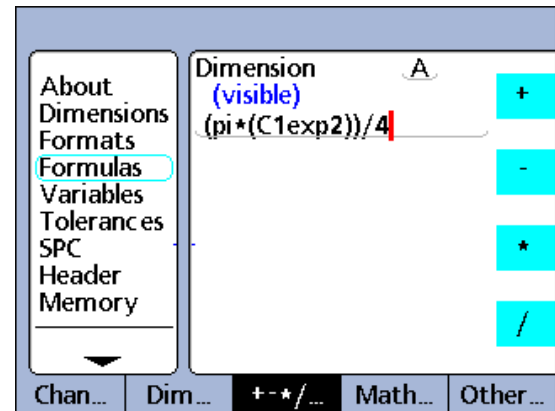 About
Dimensions
Formats
Formulas
Variables
Tolerances
SPC
Header
Memory
Dimension A
(visible)
(pi*(C1exp2))/4
+
-
*
/
Chan...
Dim...
+-*/...
Math...
Other...